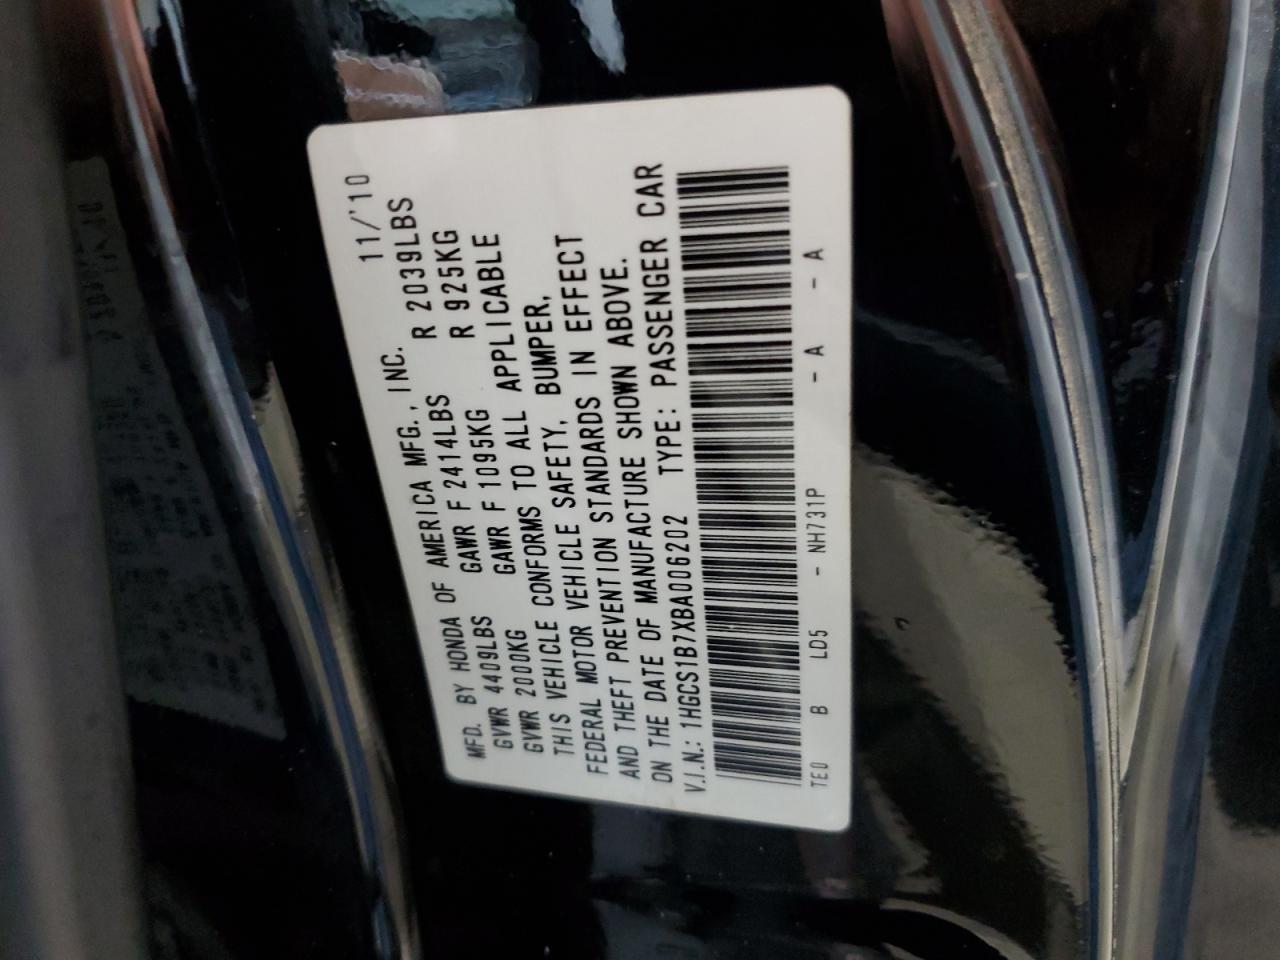 MFD. BY HONDA OF AMERICA MFG., INC. 11/'10
GVWR 4409LBS GAWR F 2414LBS R 2039LBS
GVWR 2000KG GAWR F 1095KG R 925KG
THIS VEHICLE CONFORMS TO ALL APPLICABLE
FEDERAL MOTOR VEHICLE SAFETY, BUMPER,
AND THEFT PREVENTION STANDARDS IN EFFECT
ON THE DATE OF MANUFACTURE SHOWN ABOVE.
V.I.N.: 1HGCS1B7XBA006202 TYPE: PASSENGER CAR
TE0 B LD5 - NH731P - A - A